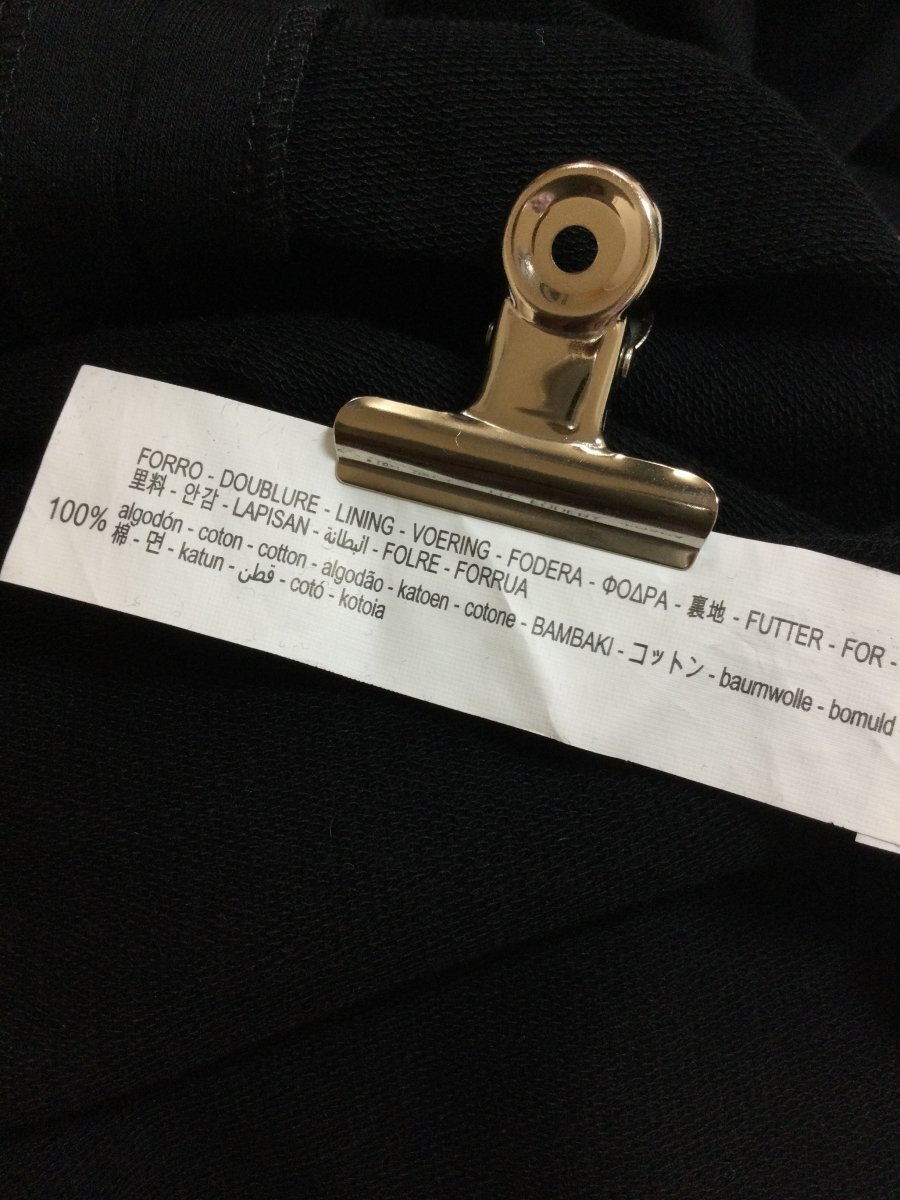 FORRO - DOUBLURE - LINING - VOERING - FODERA - ΦΟΔΡΑ - 裏地 - FUTTER - FOR -
里料 - 안감 - LAPISAN - البطانة - FOLRE - FORRUA
100% algodón - coton - cotton - algodão - katoen - cotone - BAMBAKI - コットン - baumwolle - bomuld
棉 - 면 - katun - قطن - cotó - kotoia